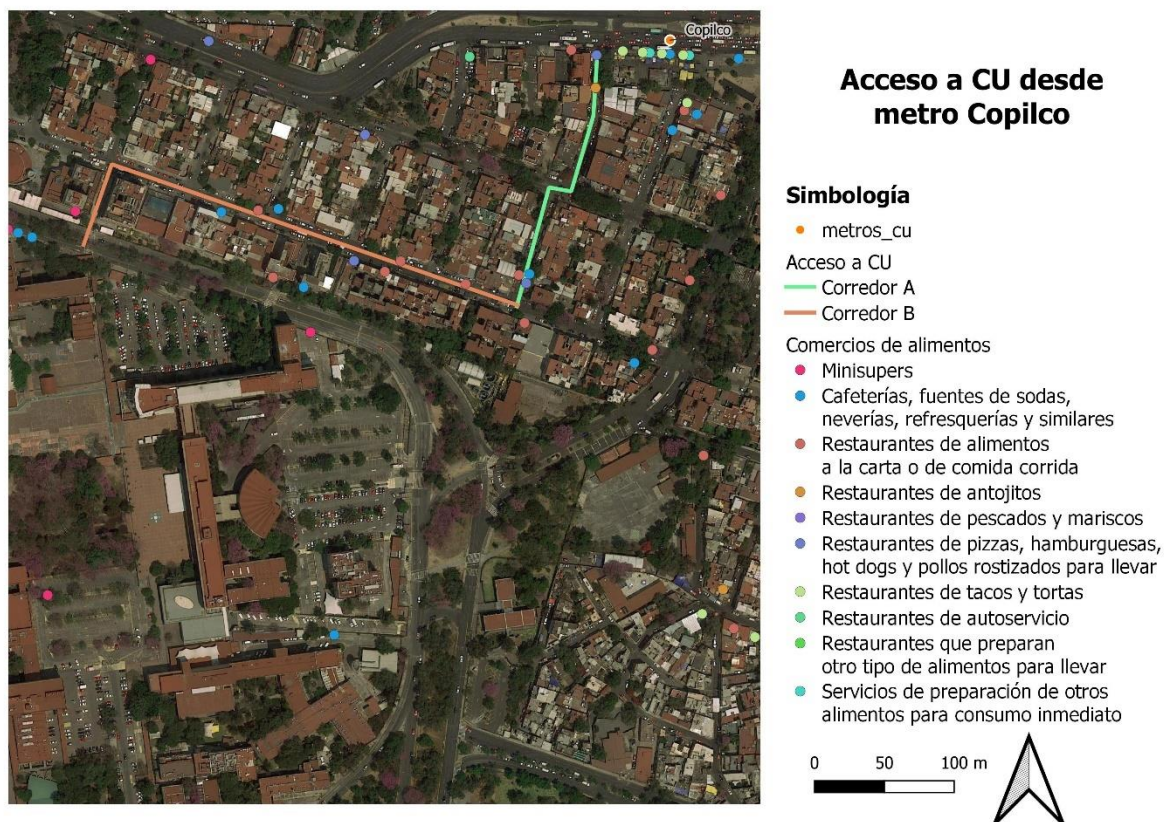 Copilco
Acceso a CU desde
metro Copilco
Simbología
metros_cu
Acceso a CU
Corredor A
Corredor B
Comercios de alimentos
Minisupers
Cafeterías, fuentes de sodas,
neverías, refresquerías y similares
Restaurantes de alimentos
a la carta o de comida corrida
Restaurantes de antojitos
Restaurantes de pescados y mariscos
Restaurantes de pizzas, hamburguesas,
hot dogs y pollos rostizados para llevar
Restaurantes de tacos y tortas
Restaurantes de autoservicio
Restaurantes que preparan
otro tipo de alimentos para llevar
Servicios de preparación de otros
alimentos para consumo inmediato
0 50 100 m